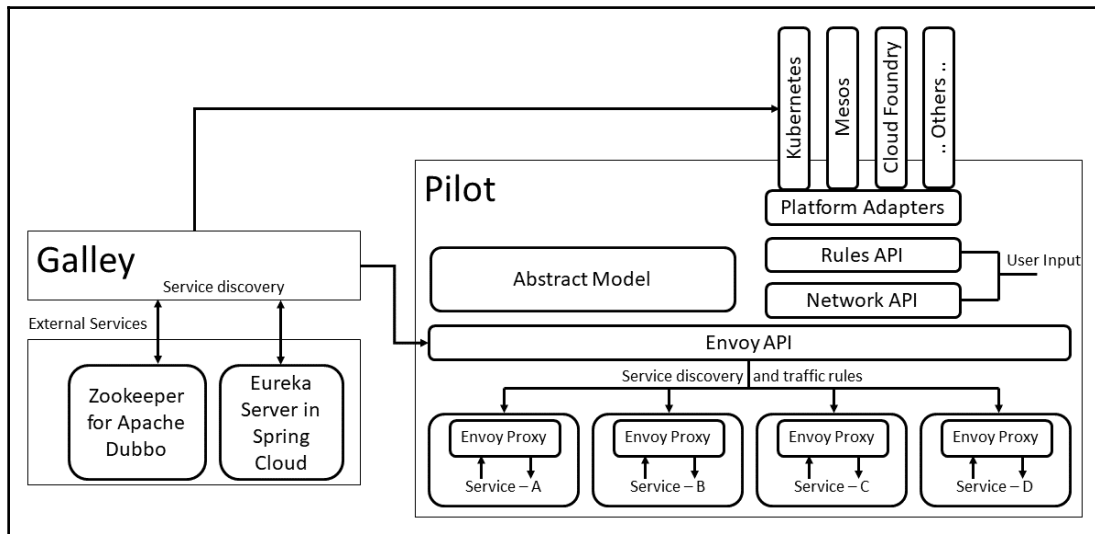 Kubernetes
Mesos
Cloud Foundry
.. Others ..
Pilot
Platform Adapters
Galley
Service discovery
Abstract Model
Rules API
User Input
Network API
External Services
Envoy API
Service discovery and traffic rules
Zookeeper
for Apache
Dubbo
Eureka
Server in
Spring
Cloud
Envoy Proxy
Service – A
Envoy Proxy
Service – B
Envoy Proxy
Service – C
Envoy Proxy
Service – D